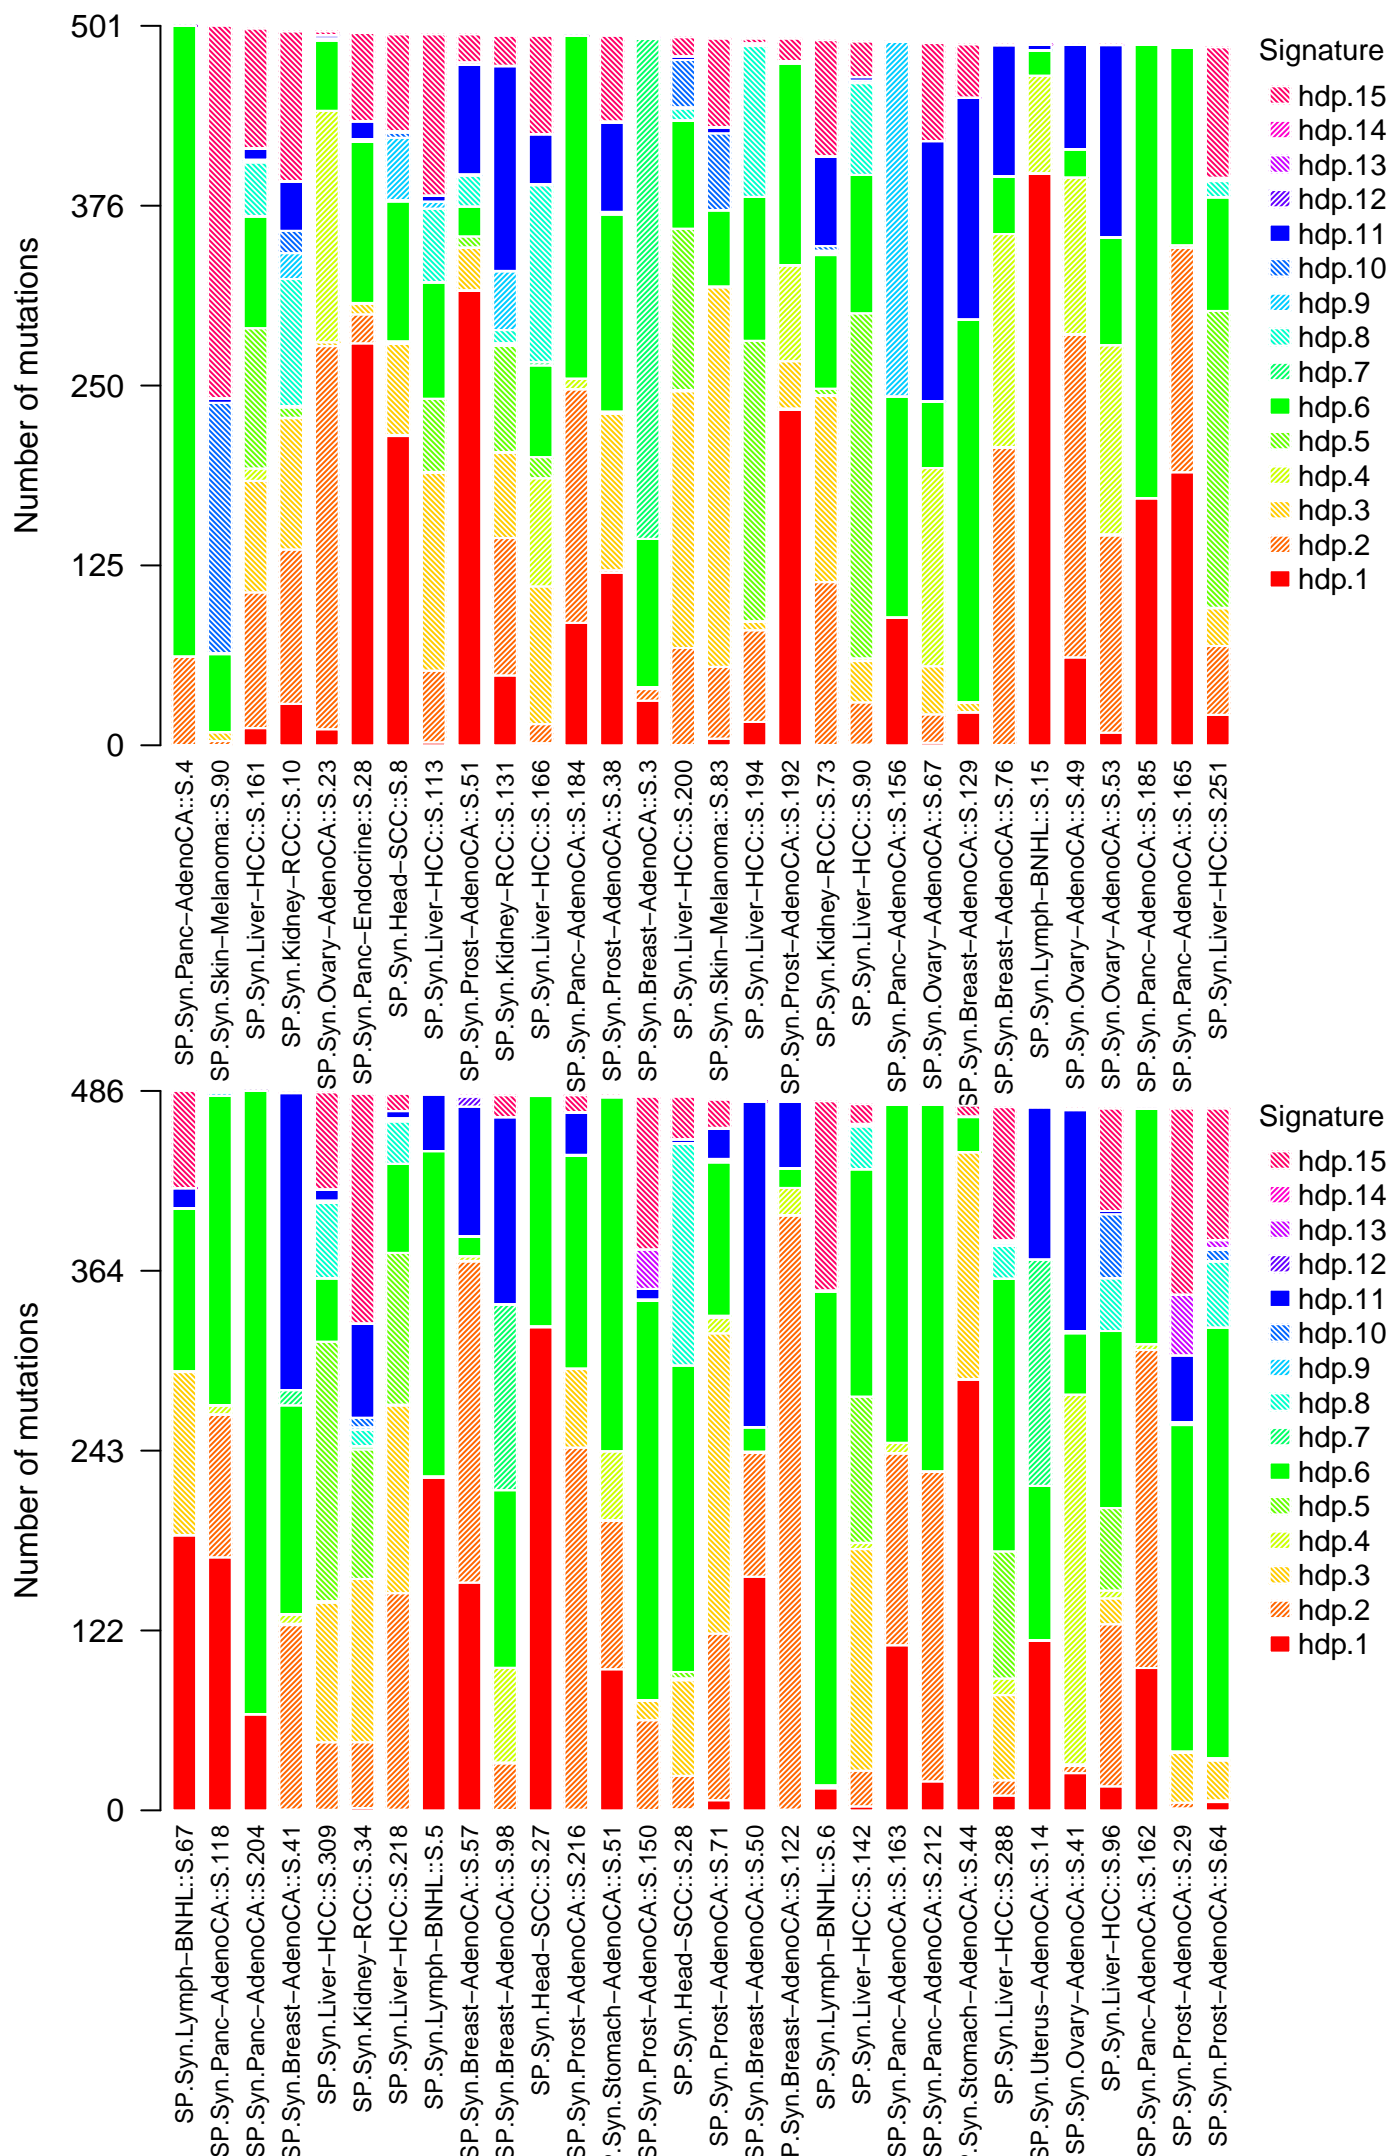 Number of mutations
501
376
250
125
0
Signature
hdp.15
hdp.14
hdp.13
hdp.12
hdp.11
hdp.10
hdp.9
hdp.8
hdp.7
hdp.6
hdp.5
hdp.4
hdp.3
hdp.2
hdp.1
SP.Syn.Panc−AdenoCA::S.4
SP.Syn.Skin−Melanoma::S.90
SP.Syn.Liver−HCC::S.161
SP.Syn.Kidney−RCC::S.10
SP.Syn.Ovary−AdenoCA::S.23
SP.Syn.Panc−Endocrine::S.28
SP.Syn.Head−SCC::S.8
SP.Syn.Liver−HCC::S.113
SP.Syn.Prost−AdenoCA::S.51
SP.Syn.Kidney−RCC::S.131
SP.Syn.Liver−HCC::S.166
SP.Syn.Panc−AdenoCA::S.184
SP.Syn.Prost−AdenoCA::S.38
SP.Syn.Breast−AdenoCA::S.3
SP.Syn.Liver−HCC::S.200
SP.Syn.Skin−Melanoma::S.83
SP.Syn.Liver−HCC::S.194
SP.Syn.Prost−AdenoCA::S.192
SP.Syn.Kidney−RCC::S.73
SP.Syn.Liver−HCC::S.90
SP.Syn.Panc−AdenoCA::S.156
SP.Syn.Ovary−AdenoCA::S.67
SP.Syn.Breast−AdenoCA::S.129
SP.Syn.Breast−AdenoCA::S.76
SP.Syn.Lymph−BNHL::S.15
SP.Syn.Ovary−AdenoCA::S.49
SP.Syn.Ovary−AdenoCA::S.53
SP.Syn.Panc−AdenoCA::S.185
SP.Syn.Panc−AdenoCA::S.165
SP.Syn.Liver−HCC::S.251
Number of mutations
486
364
243
122
0
Signature
hdp.15
hdp.14
hdp.13
hdp.12
hdp.11
hdp.10
hdp.9
hdp.8
hdp.7
hdp.6
hdp.5
hdp.4
hdp.3
hdp.2
hdp.1
SP.Syn.Lymph−BNHL::S.67
SP.Syn.Panc−AdenoCA::S.118
SP.Syn.Panc−AdenoCA::S.204
SP.Syn.Breast−AdenoCA::S.41
SP.Syn.Liver−HCC::S.309
SP.Syn.Kidney−RCC::S.34
SP.Syn.Liver−HCC::S.218
SP.Syn.Lymph−BNHL::S.5
SP.Syn.Breast−AdenoCA::S.57
SP.Syn.Breast−AdenoCA::S.98
SP.Syn.Head−SCC::S.27
SP.Syn.Prost−AdenoCA::S.216
.Syn.Stomach−AdenoCA::S.51
SP.Syn.Prost−AdenoCA::S.150
SP.Syn.Head−SCC::S.28
SP.Syn.Prost−AdenoCA::S.71
SP.Syn.Breast−AdenoCA::S.50
P.Syn.Breast−AdenoCA::S.122
SP.Syn.Lymph−BNHL::S.6
SP.Syn.Liver−HCC::S.142
SP.Syn.Panc−AdenoCA::S.163
SP.Syn.Panc−AdenoCA::S.212
.Syn.Stomach−AdenoCA::S.44
SP.Syn.Liver−HCC::S.288
SP.Syn.Uterus−AdenoCA::S.14
SP.Syn.Ovary−AdenoCA::S.41
SP.Syn.Liver−HCC::S.96
SP.Syn.Panc−AdenoCA::S.162
SP.Syn.Prost−AdenoCA::S.29
SP.Syn.Prost−AdenoCA::S.64